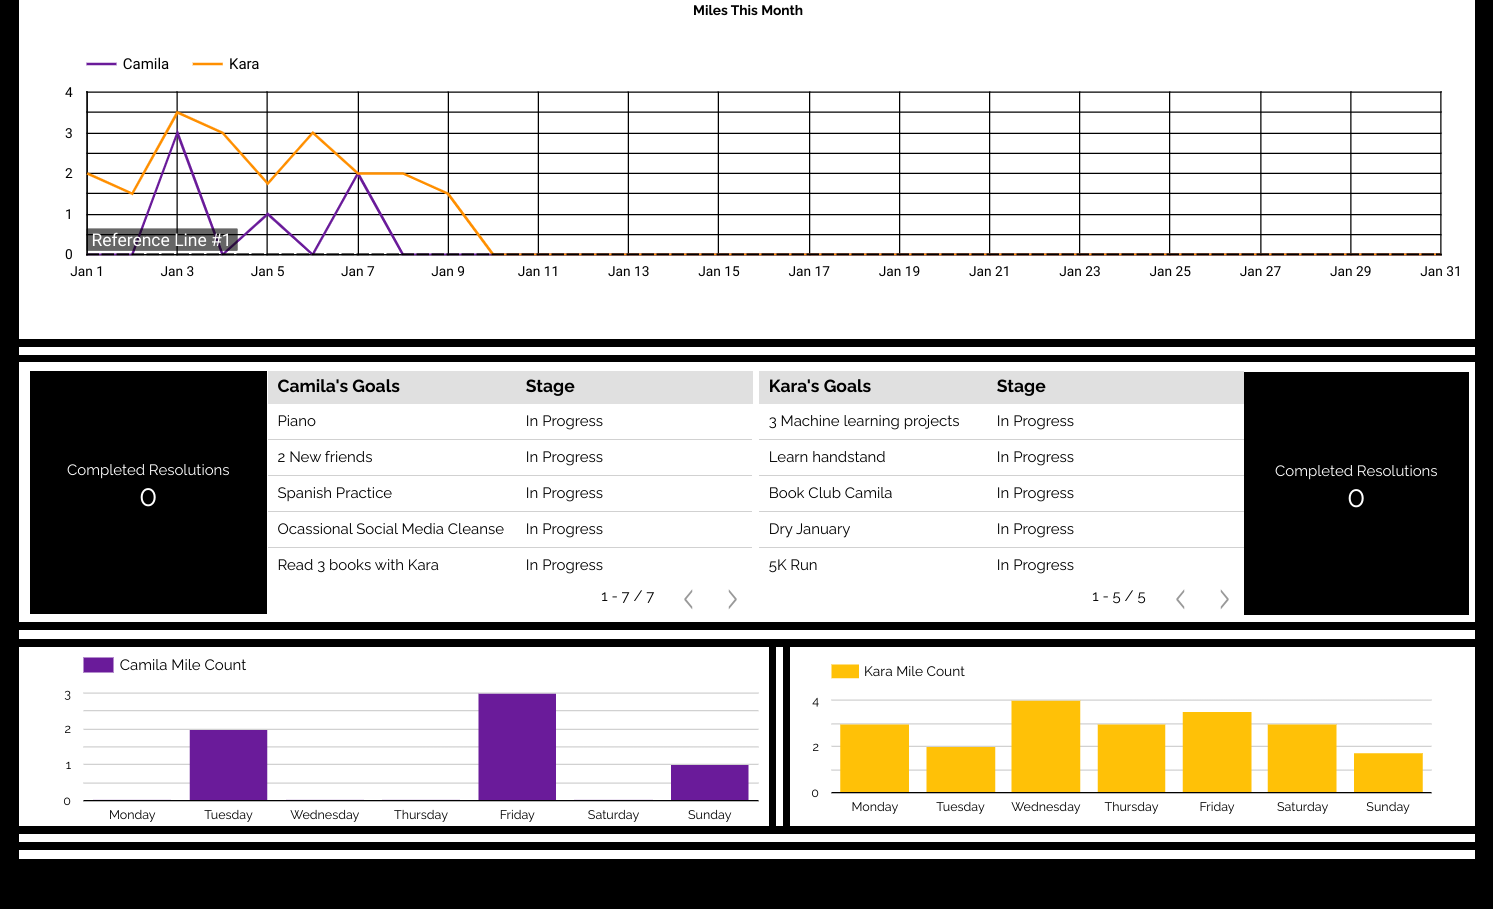 Miles This Month
Camila Kara
4
3
2
1
0
Reference Line #1
Jan 1 Jan 3 Jan 5 Jan 7 Jan 9 Jan 11 Jan 13 Jan 15 Jan 17 Jan 19 Jan 21 Jan 23 Jan 25 Jan 27 Jan 29 Jan 31
Completed Resolutions
0
Camila's Goals Stage
Piano In Progress
2 New friends In Progress
Spanish Practice In Progress
Ocassional Social Media Cleanse In Progress
Read 3 books with Kara In Progress
1 - 7 / 7
Kara's Goals Stage
3 Machine learning projects In Progress
Learn handstand In Progress
Book Club Camila In Progress
Dry January In Progress
5K Run In Progress
1 - 5 / 5
Completed Resolutions
0
Camila Mile Count
3
2
1
0
Monday Tuesday Wednesday Thursday Friday Saturday Sunday
Kara Mile Count
4
2
0
Monday Tuesday Wednesday Thursday Friday Saturday Sunday